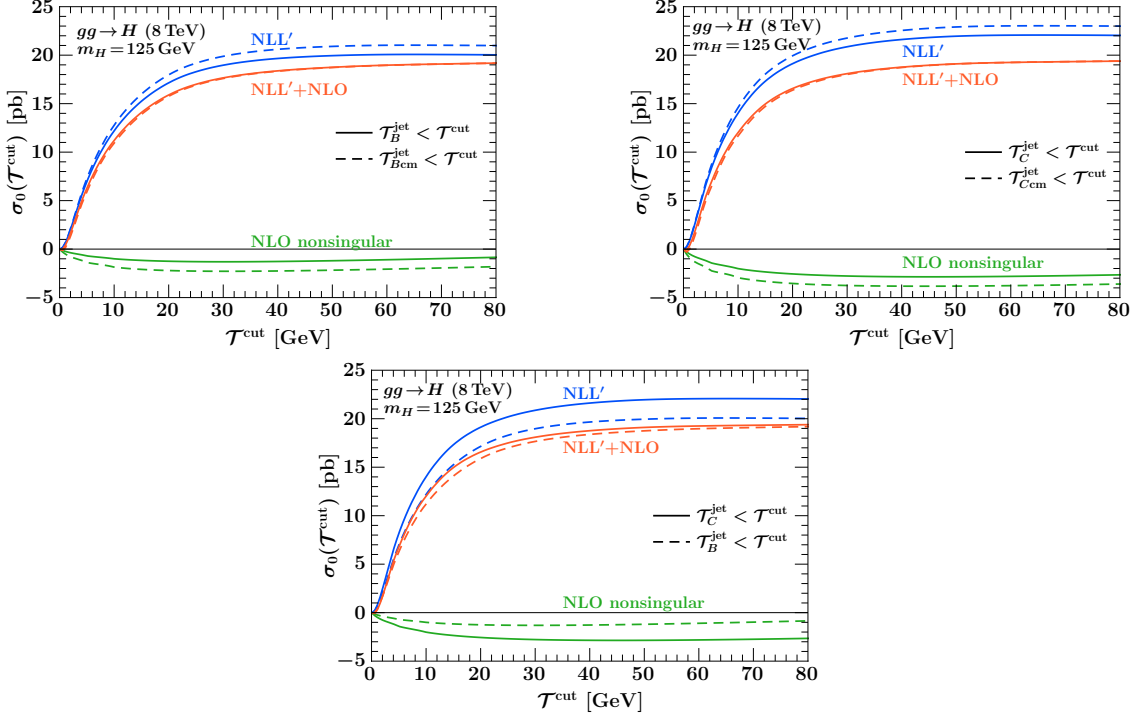 gg→H (8 TeV)
m_H = 125 GeV
NLL′
NLL′+NLO
𝒯_B^jet < 𝒯^cut
𝒯_Bcm^jet < 𝒯^cut
NLO nonsingular
σ₀(𝒯^cut) [pb]
25
20
15
10
5
0
−5
0 10 20 30 40 50 60 70 80
𝒯^cut [GeV]
gg→H (8 TeV)
m_H = 125 GeV
NLL′
NLL′+NLO
𝒯_C^jet < 𝒯^cut
𝒯_Ccm^jet < 𝒯^cut
NLO nonsingular
σ₀(𝒯^cut) [pb]
25
20
15
10
5
0
−5
0 10 20 30 40 50 60 70 80
𝒯^cut [GeV]
gg→H (8 TeV)
m_H = 125 GeV
NLL′
NLL′+NLO
𝒯_C^jet < 𝒯^cut
𝒯_B^jet < 𝒯^cut
NLO nonsingular
σ₀(𝒯^cut) [pb]
25
20
15
10
5
0
−5
0 10 20 30 40 50 60 70 80
𝒯^cut [GeV]